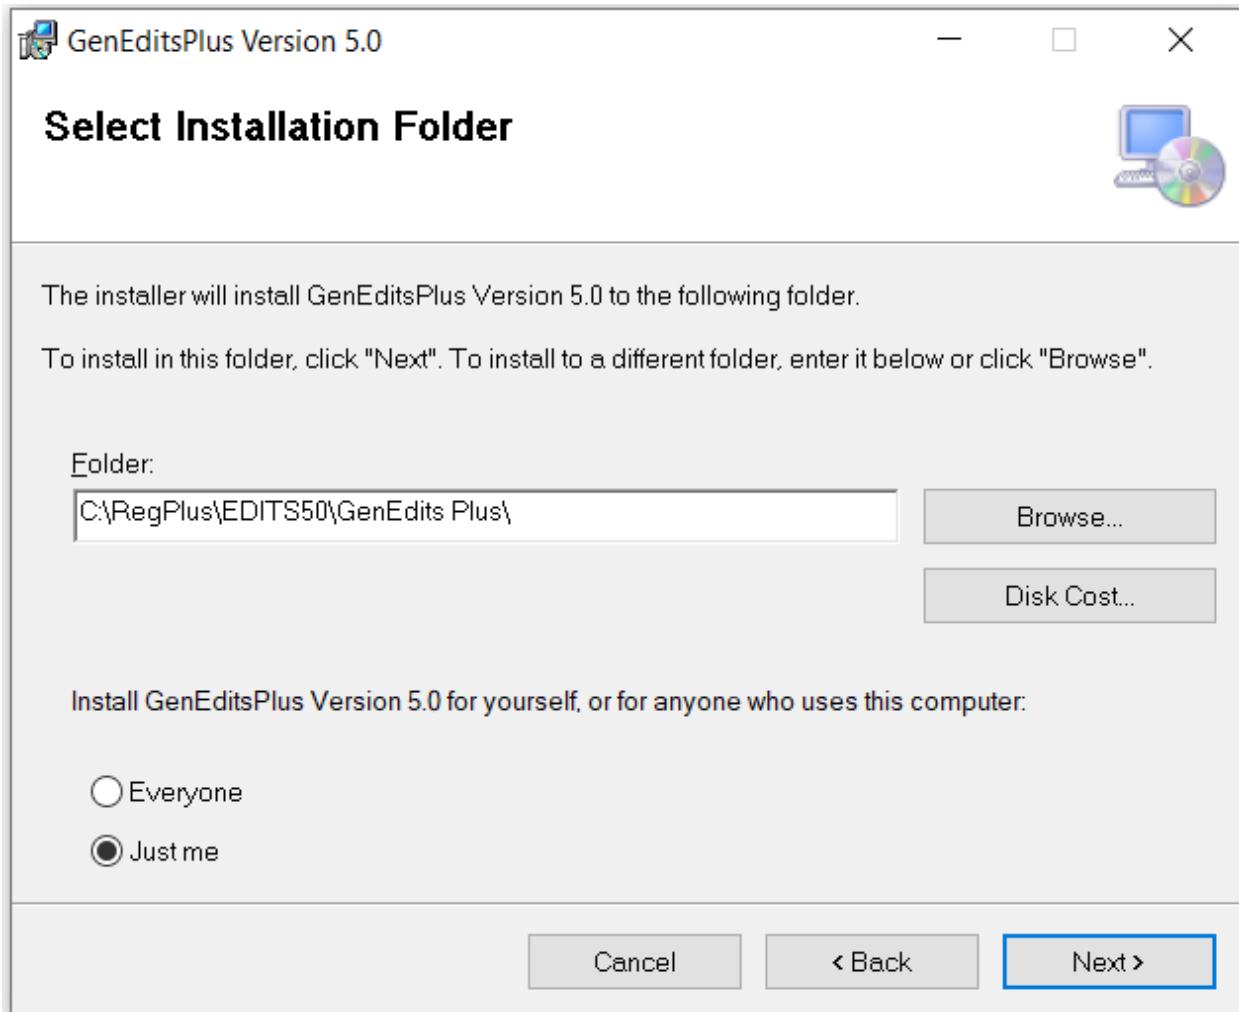 GenEditsPlus Version 5.0
Select Installation Folder
The installer will install GenEditsPlus Version 5.0 to the following folder.
To install in this folder, click "Next". To install to a different folder, enter it below or click "Browse".
Folder:
C:\RegPlus\EDITS50\GenEdits Plus\
Browse...
Disk Cost...
Install GenEditsPlus Version 5.0 for yourself, or for anyone who uses this computer:
Everyone
Just me
Cancel
< Back
Next >